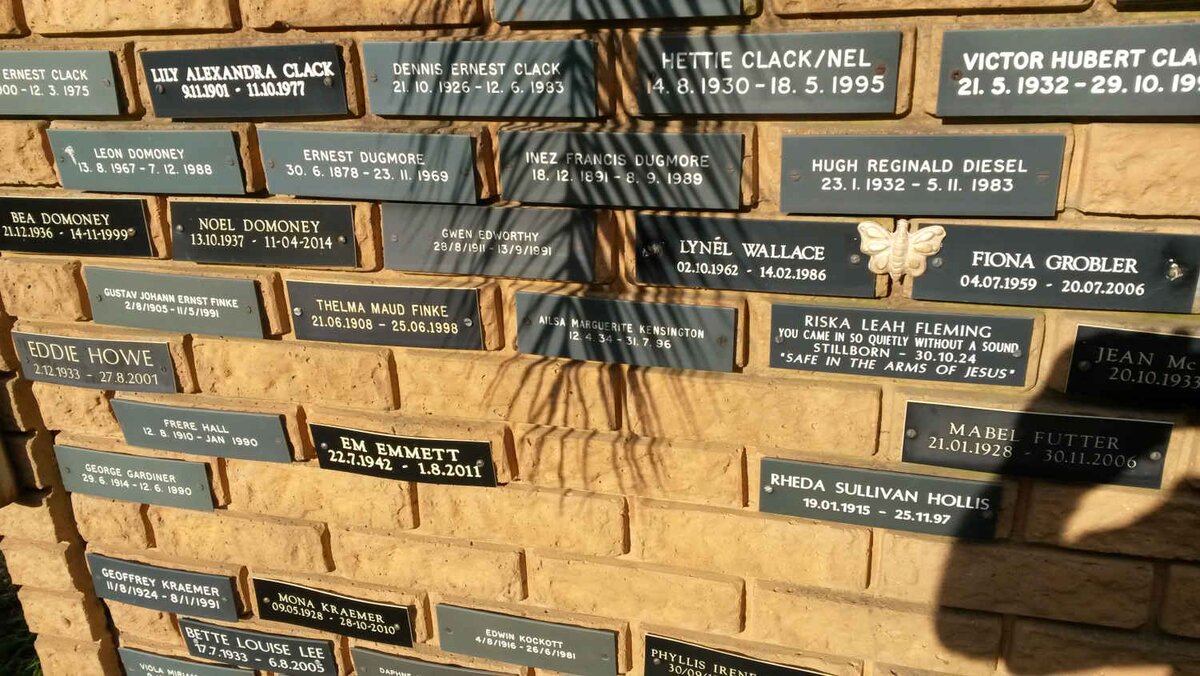 ERNEST CLACK
00 - 12. 3. 1975
LILY ALEXANDRA CLACK
9.11.1901 - 11.10.1977
DENNIS ERNEST CLACK
21. 10. 1926 - 12. 6. 1983
HETTIE CLACK/NEL
14. 8. 1930 - 18. 5. 1995
VICTOR HUBERT
21. 5. 1932 - 29. 10.
LEON DOMONEY
13. 8. 1967 - 7. 12. 1988
ERNEST DUGMORE
30. 6. 1878 - 23. 11. 1969
INEZ FRANCIS DUGMORE
18. 12. 1891 - 8. 9. 1989
HUGH REGINALD DIESEL
23. 1. 1932 - 5. 11. 1983
BEA DOMONEY
21.12.1936 - 14-11-1999
NOEL DOMONEY
13.10.1937 - 11-04-2014
GWEN EDWORTHY
28/8/1911 - 13/9/1991
LYNÉL WALLACE
02.10.1962 - 14.02.1986
FIONA GROBLER
04.07.1959 - 20.07.2006
GUSTAV JOHANN ERNST FINKE
2/8/1905 - 11/5/1991
THELMA MAUD FINKE
21.06.1908 - 25.06.1998
AILSA MARGUERITE KENSINGTON
12. 4. 34 - 31. 7. 96
RISKA LEAH FLEMING
YOU CAME IN SO QUIETLY WITHOUT A SOUND
STILLBORN - 30.10.24
"SAFE IN THE ARMS OF JESUS"
JEAN
20.10.193
EDDIE HOWE
2.12.1933 - 27.8.2001
FRERE HALL
12. 8. 1910 - JAN 1990
EM EMMETT
22.7.1942 - 1.8.2011
MABEL FUTTER
21.01.1928 - 30.11.2006
GEORGE GARDINER
29. 6. 1914 - 12. 6. 1990
RHEDA SULLIVAN HOLLIS
19.01.1915 - 25.11.97
GEOFFREY KRAEMER
11/8/1924 - 8/1/1991
MONA KRAEMER
09.05.1928 - 28-10-2010
EDWIN KOCKOTT
4/8/1916 - 26/6/1981
BETTE LOUISE LEE
17.7.1933 - 6.8.2005
PHYLLIS IRENE
30/09/
VIOLA